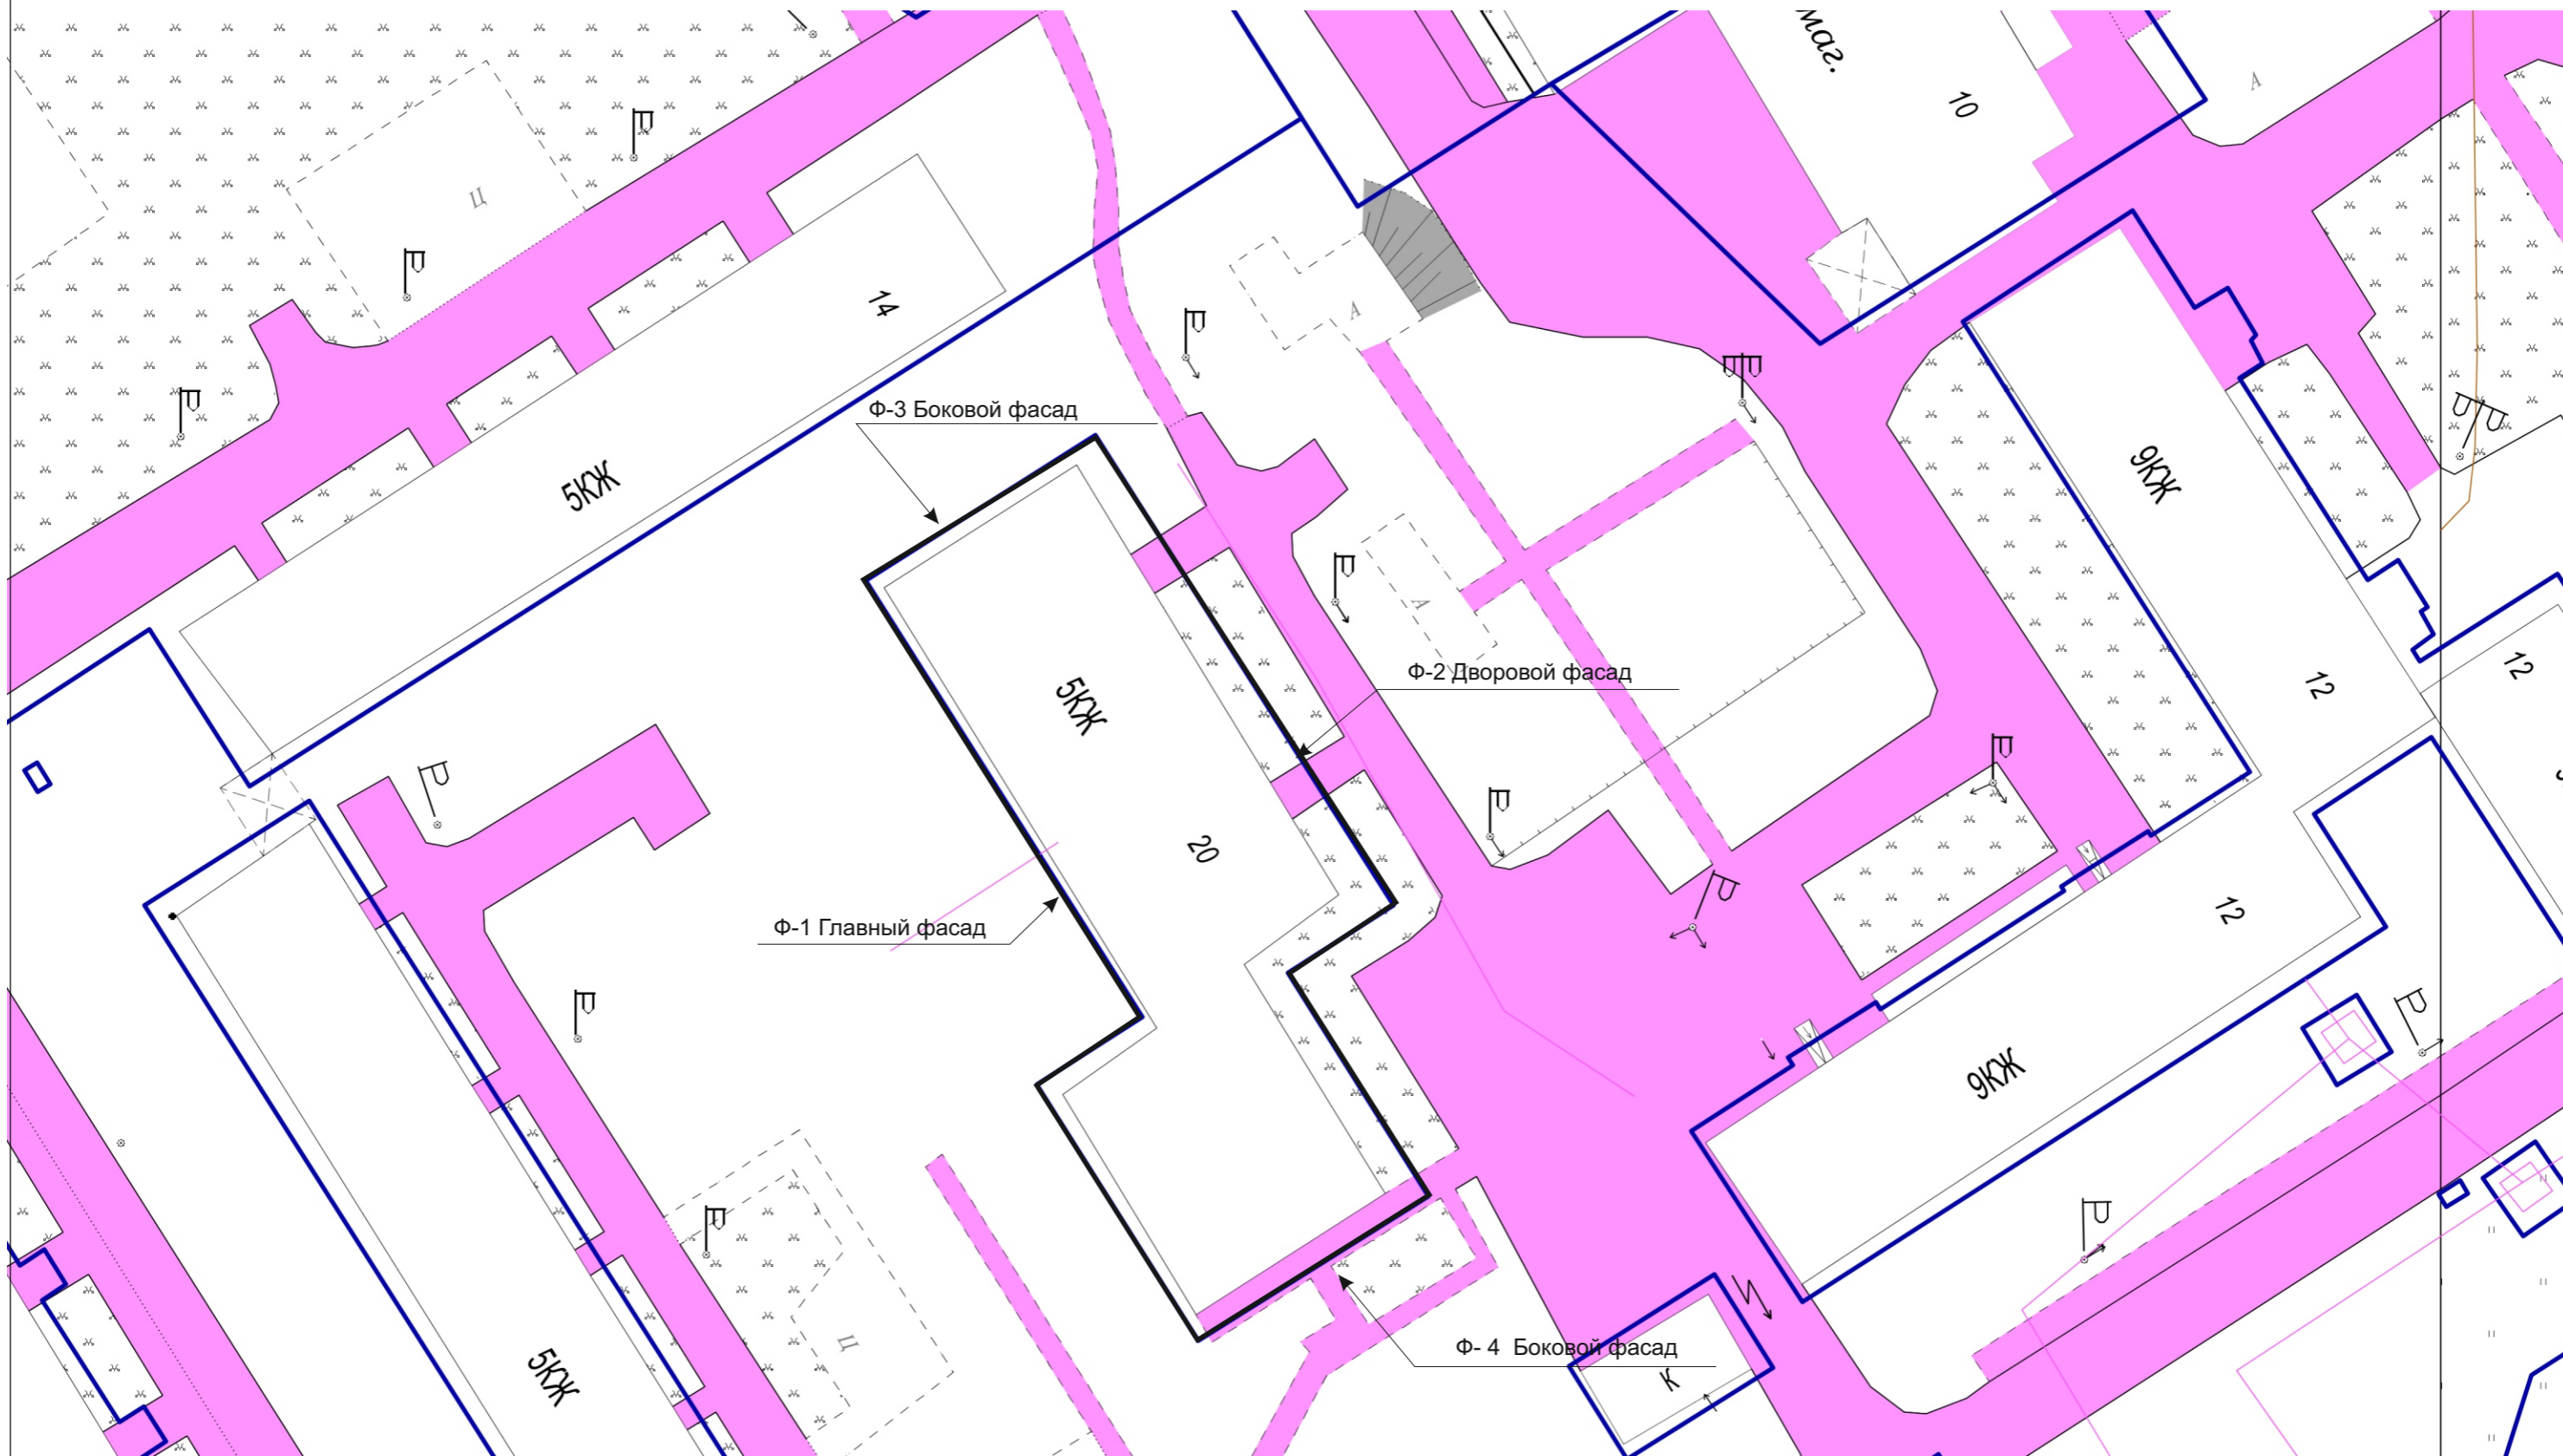 маг.
10
А
Ц
14
А
Ф-3 Боковой фасад
5КЖ
9КЖ
А
Ф-2 Дворовой фасад
12
12
5КЖ
20
12
Ф-1 Главный фасад
9КЖ
Ц
Ф- 4 Боковой фасад
5КЖ
К